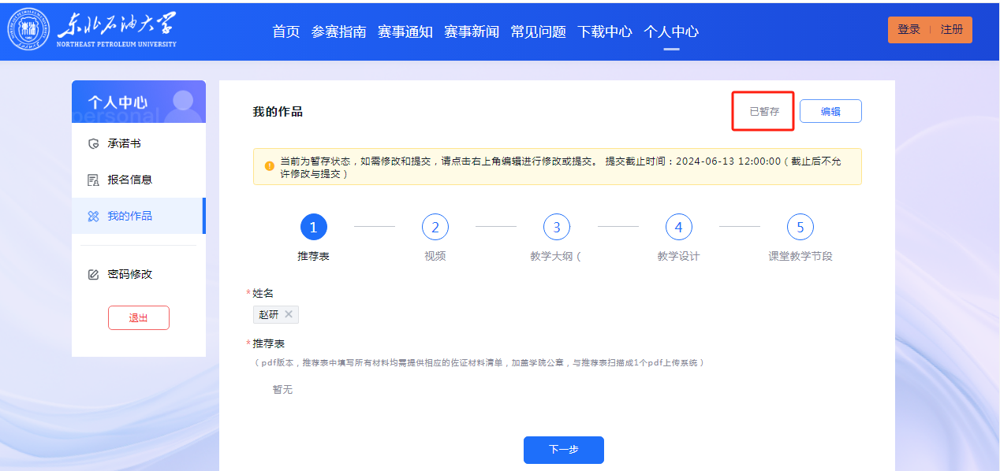 东北石油大学
NORTHEAST PETROLEUM UNIVERSITY
首页 参赛指南 赛事通知 赛事新闻 常见问题 下载中心 个人中心
登录 | 注册
个人中心
personal
承诺书
报名信息
我的作品
密码修改
退出
我的作品
已暂存
编辑
当前为暂存状态，如需修改和提交，请点击右上角编辑进行修改或提交。 提交截止时间：2024-06-13 12:00:00（截止后不允
许修改与提交）
1 2 3 4 5
推荐表 视频 教学大纲（ 教学设计 课堂教学节段
*姓名
赵研 ×
*推荐表
（pdf版本，推荐表中填写所有材料均需提供相应的佐证材料清单，加盖学院公章，与推荐表扫描成1个pdf上传系统）
暂无
下一步